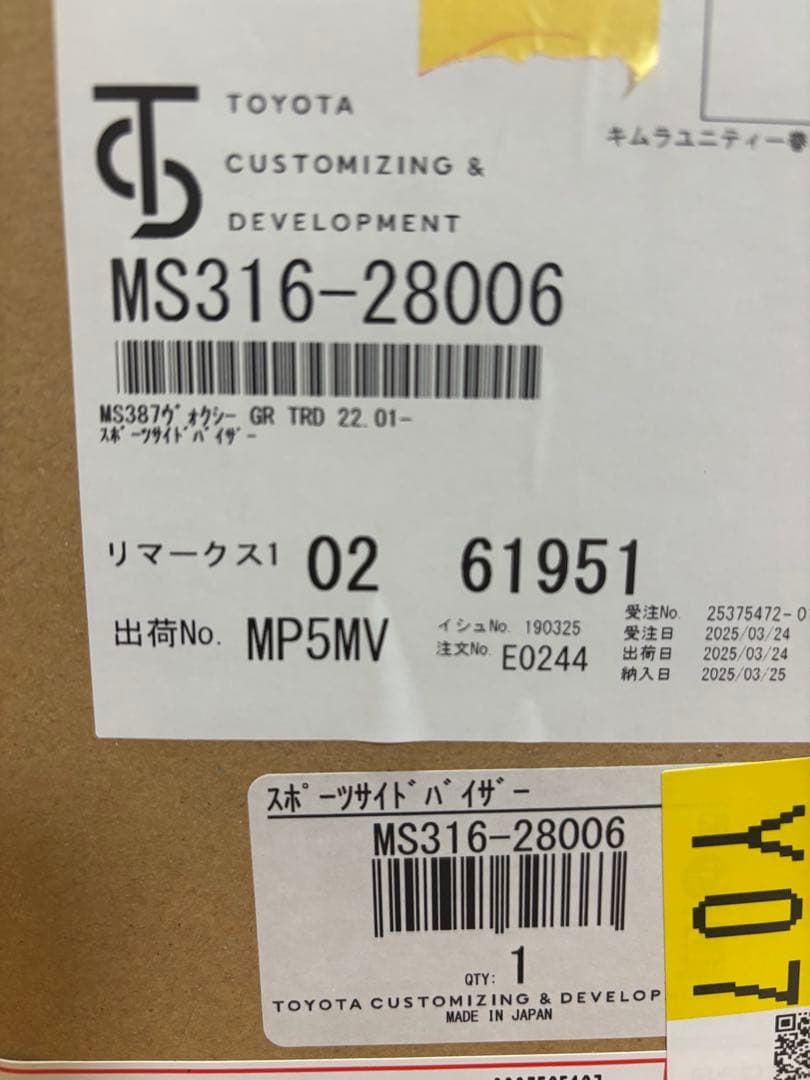 TOYOTA
CUSTOMIZING &
DEVELOPMENT
キムラユニティー
MS316-28006
MS387ｳﾞｫｸｼｰ GR TRD 22.01-
ｽﾎﾟｰﾂｻｲﾄﾞﾊﾞｲｻﾞｰ
リマークス1 02 61951
出荷No. MP5MV
イシュNo. 190325
注文No. E0244
受注No. 25375472-0
受注日 2025/03/24
出荷日 2025/03/24
納入日 2025/03/25
ｽﾎﾟｰﾂｻｲﾄﾞﾊﾞｲｻﾞｰ
MS316-28006
QTY: 1
TOYOTA CUSTOMIZING & DEVELOP
MADE IN JAPAN
Y07